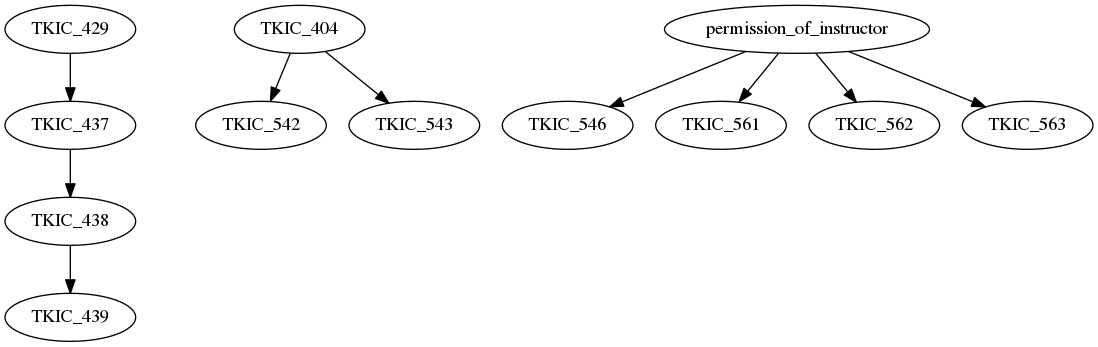 TKIC_429
TKIC_404
permission_of_instructor
TKIC_437
TKIC_542
TKIC_543
TKIC_546
TKIC_561
TKIC_562
TKIC_563
TKIC_438
TKIC_439